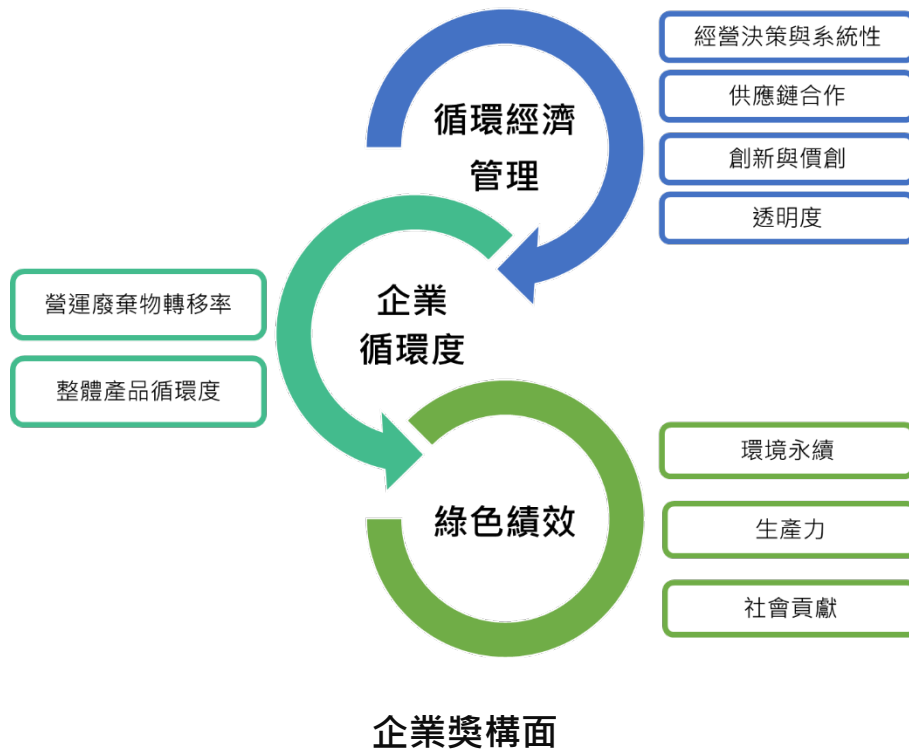 循環經濟
管理
經營決策與系統性
供應鏈合作
創新與價創
透明度
企業
循環度
營運廢棄物轉移率
整體產品循環度
綠色績效
環境永續
生產力
社會貢獻
企業獎構面